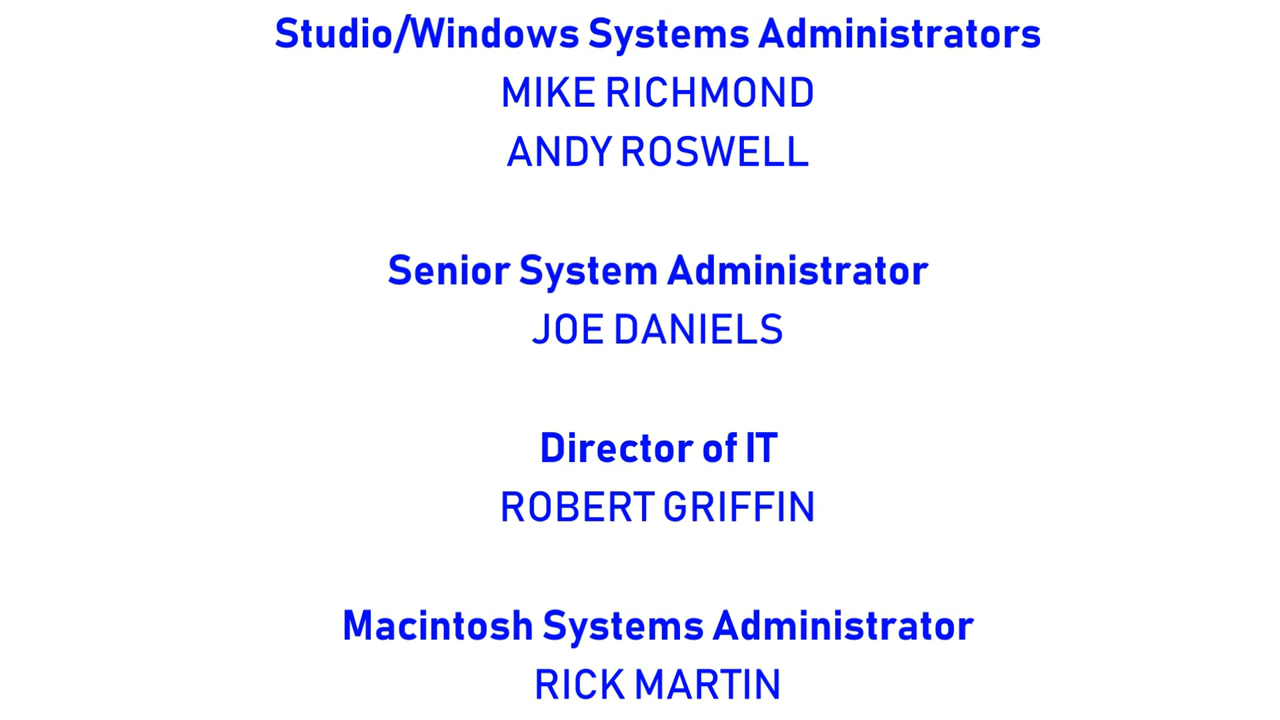 Studio/Windows Systems Administrators
MIKE RICHMOND
ANDY ROSWELL
Senior System Administrator
JOE DANIELS
Director of IT
ROBERT GRIFFIN
Macintosh Systems Administrator
RICK MARTIN